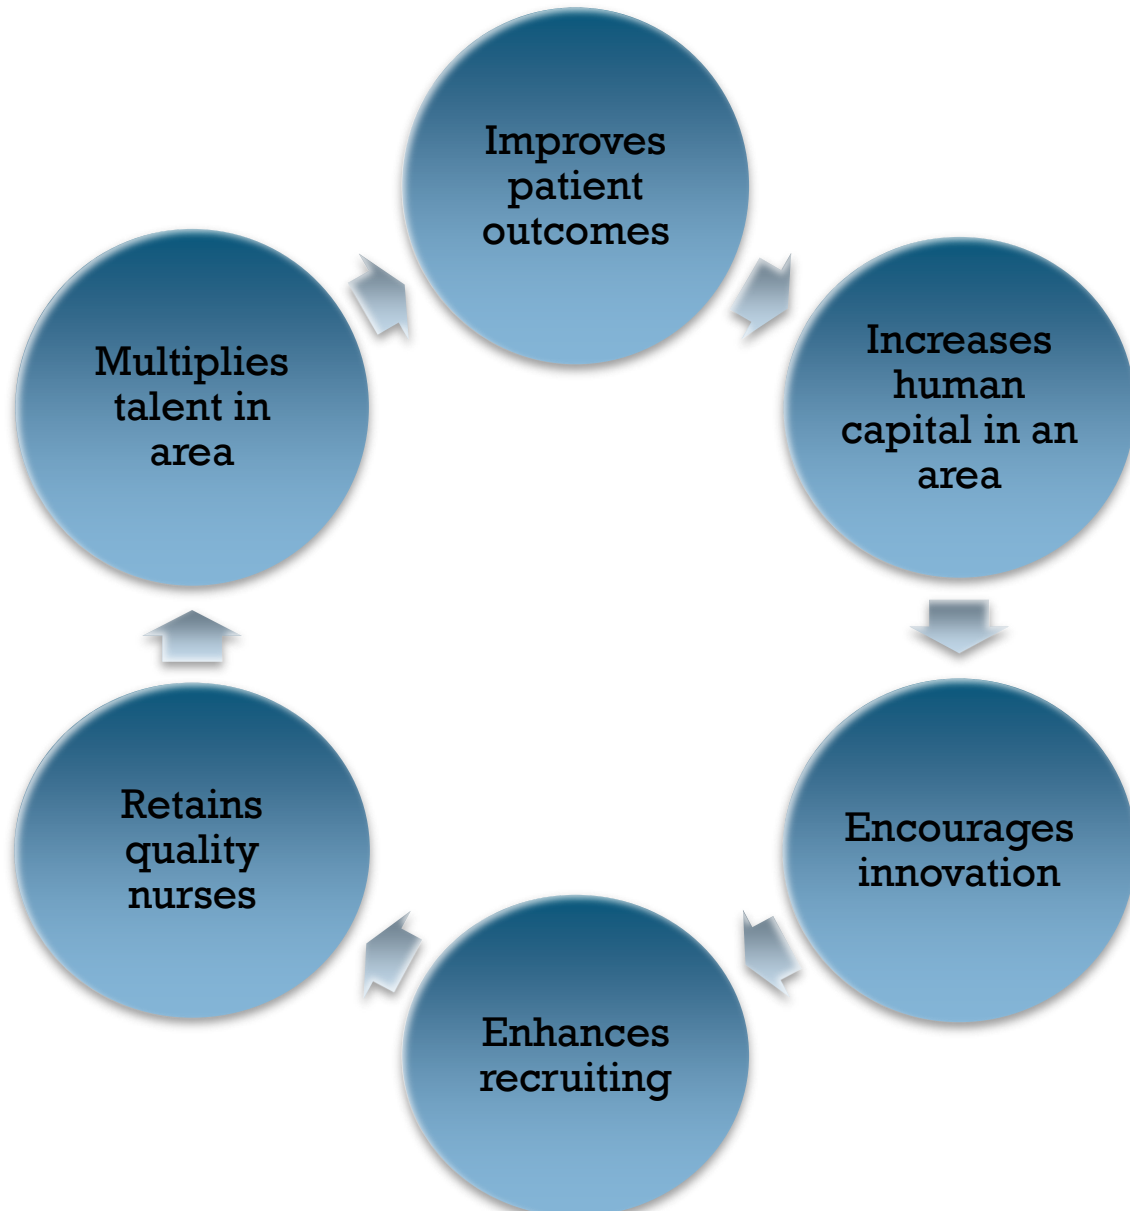 Improves
patient
outcomes
Increases
human
capital in an
area
Encourages
innovation
Enhances
recruiting
Retains
quality
nurses
Multiplies
talent in
area